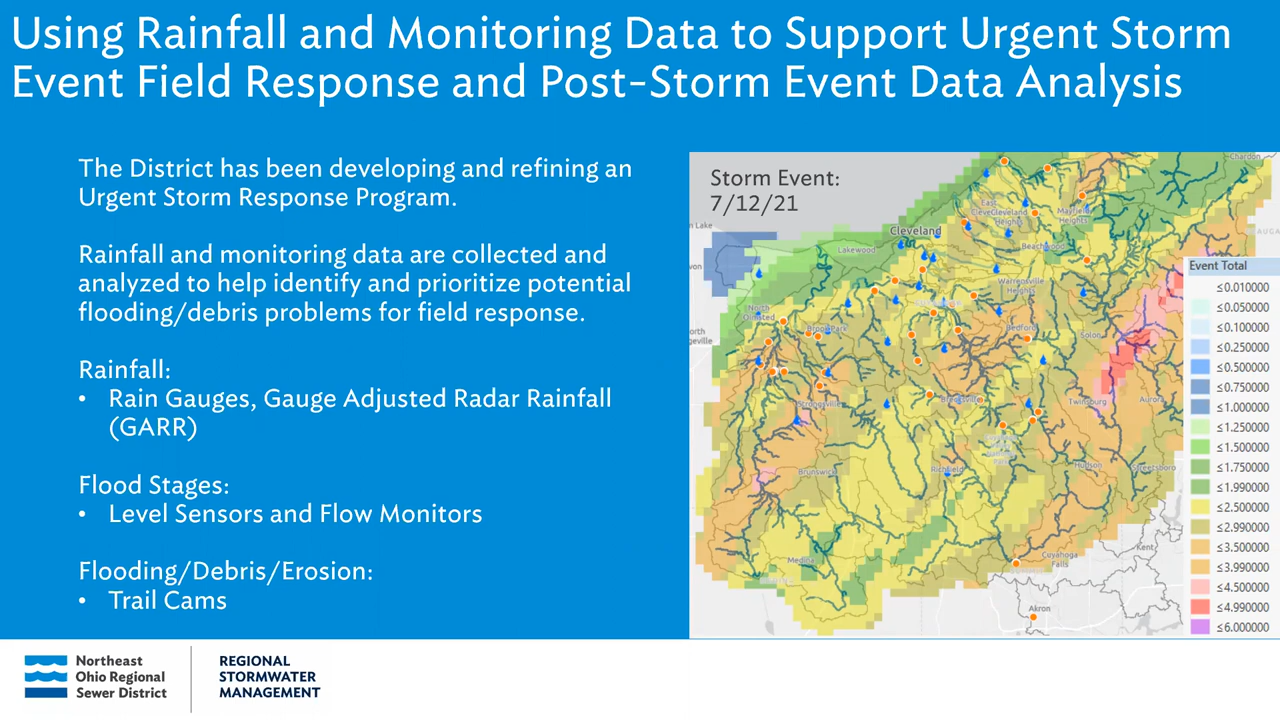 Using Rainfall and Monitoring Data to Support Urgent Storm
Event Field Response and Post-Storm Event Data Analysis
The District has been developing and refining an
Urgent Storm Response Program.
Rainfall and monitoring data are collected and
analyzed to help identify and prioritize potential
flooding/debris problems for field response.
Rainfall:
• Rain Gauges, Gauge Adjusted Radar Rainfall
(GARR)
Flood Stages:
• Level Sensors and Flow Monitors
Flooding/Debris/Erosion:
• Trail Cams
Storm Event:
7/12/21
Chardon
East
Cleveland
Cleveland
Heights
Mayfield
Heights
Cleveland
n Lake
Lakewood
Beachwood
AUGA
von
Warrensville
Heights
North
Olmsted
orth
geville
Brook Park
Bedford
Solon
Strongsville
Brecksville
Twinsburg
Aurora
Brunswick
Richfield
Hudson
Streetsboro
Medina
Cuyahoga
Falls
Kent
Akron
Event Total
≤0.010000
≤0.050000
≤0.100000
≤0.250000
≤0.500000
≤0.750000
≤1.000000
≤1.250000
≤1.500000
≤1.750000
≤1.990000
≤2.500000
≤2.990000
≤3.500000
≤3.990000
≤4.500000
≤4.990000
≤6.000000
Northeast
Ohio Regional
Sewer District
REGIONAL
STORMWATER
MANAGEMENT